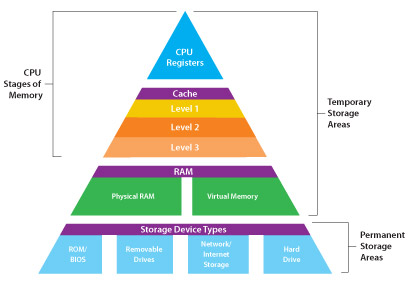 CPU
Registers
CPU
Stages of
Memory
Cache
Level 1
Level 2
Level 3
Temporary
Storage
Areas
RAM
Physical RAM
Virtual Memory
Storage Device Types
ROM/
BIOS
Removable
Drives
Network/
Internet
Storage
Hard
Drive
Permanent
Storage
Areas